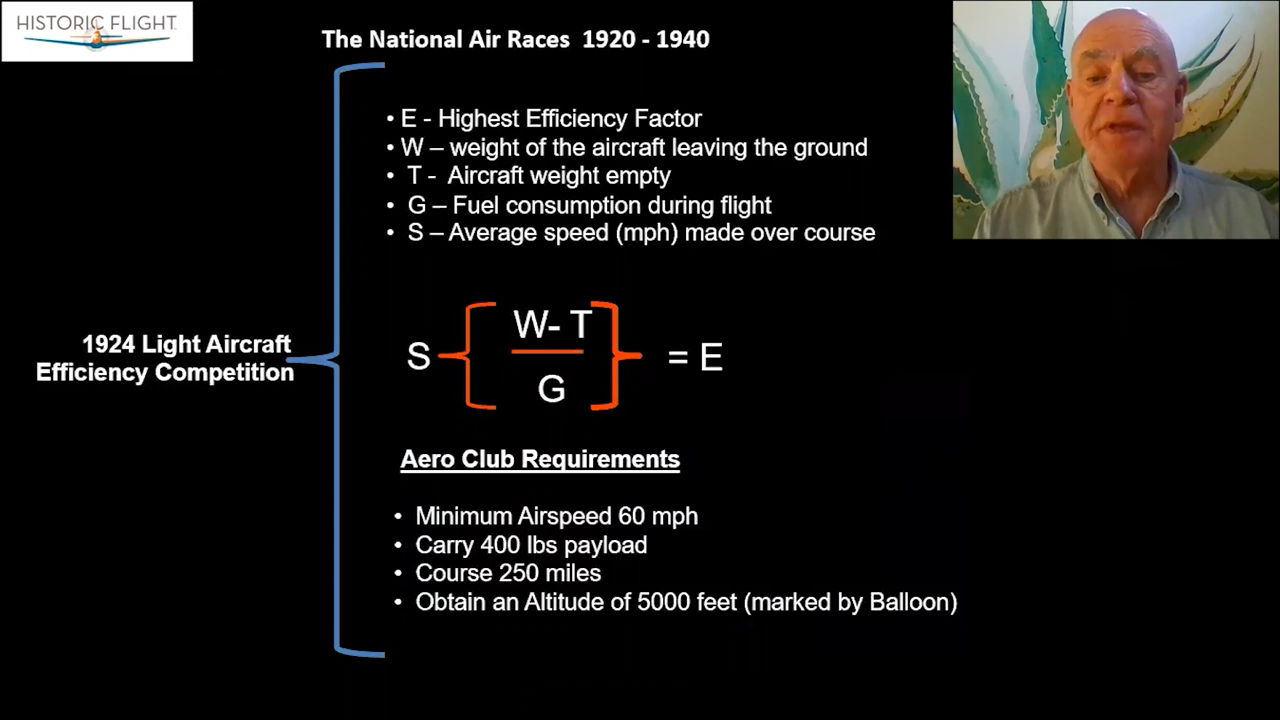 HISTORIC FLIGHT
The National Air Races 1920 - 1940
• E - Highest Efficiency Factor
• W – weight of the aircraft leaving the ground
• T - Aircraft weight empty
• G – Fuel consumption during flight
• S – Average speed (mph) made over course
1924 Light Aircraft
Efficiency Competition
W- T
S { } = E
G
Aero Club Requirements
• Minimum Airspeed 60 mph
• Carry 400 lbs payload
• Course 250 miles
• Obtain an Altitude of 5000 feet (marked by Balloon)